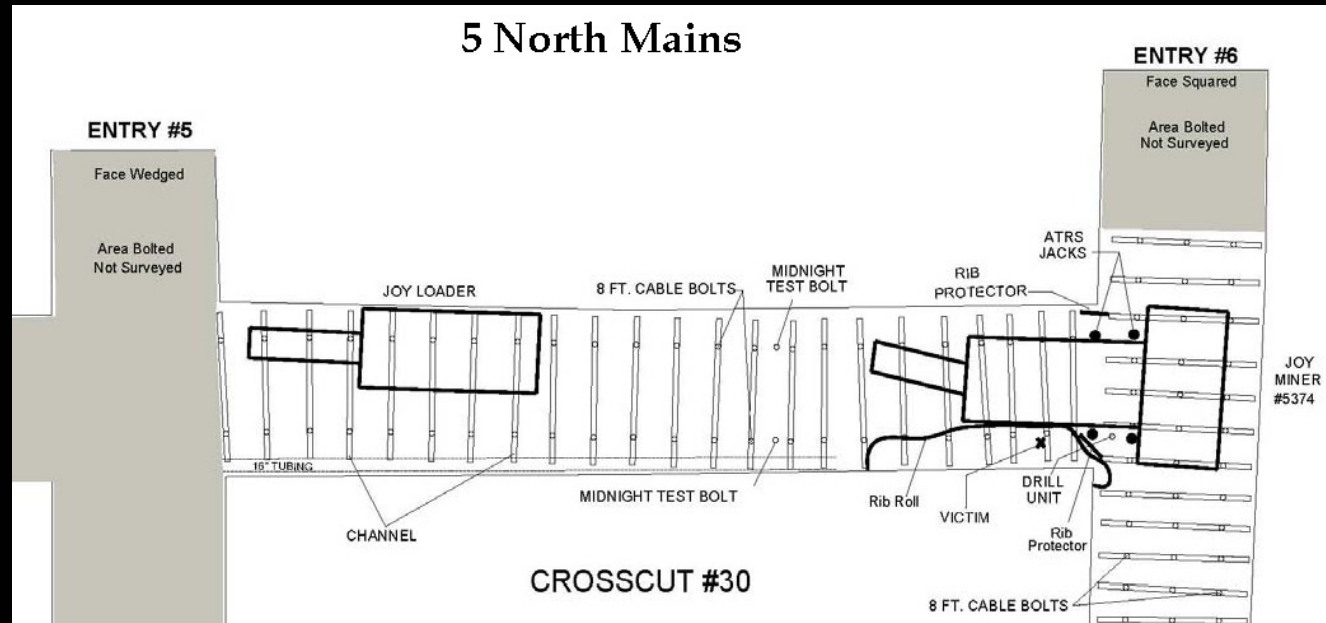 5 North Mains
ENTRY #6
Face Squared
Area Bolted
Not Surveyed
ENTRY #5
Face Wedged
Area Bolted
Not Surveyed
ATRS
JACKS
JOY LOADER
8 FT. CABLE BOLTS
MIDNIGHT
TEST BOLT
RIB
PROTECTOR
JOY
MINER
#5374
16" TUBING
MIDNIGHT TEST BOLT
Rib Roll
VICTIM
DRILL
UNIT
Rib
Protector
CHANNEL
CROSSCUT #30
8 FT. CABLE BOLTS